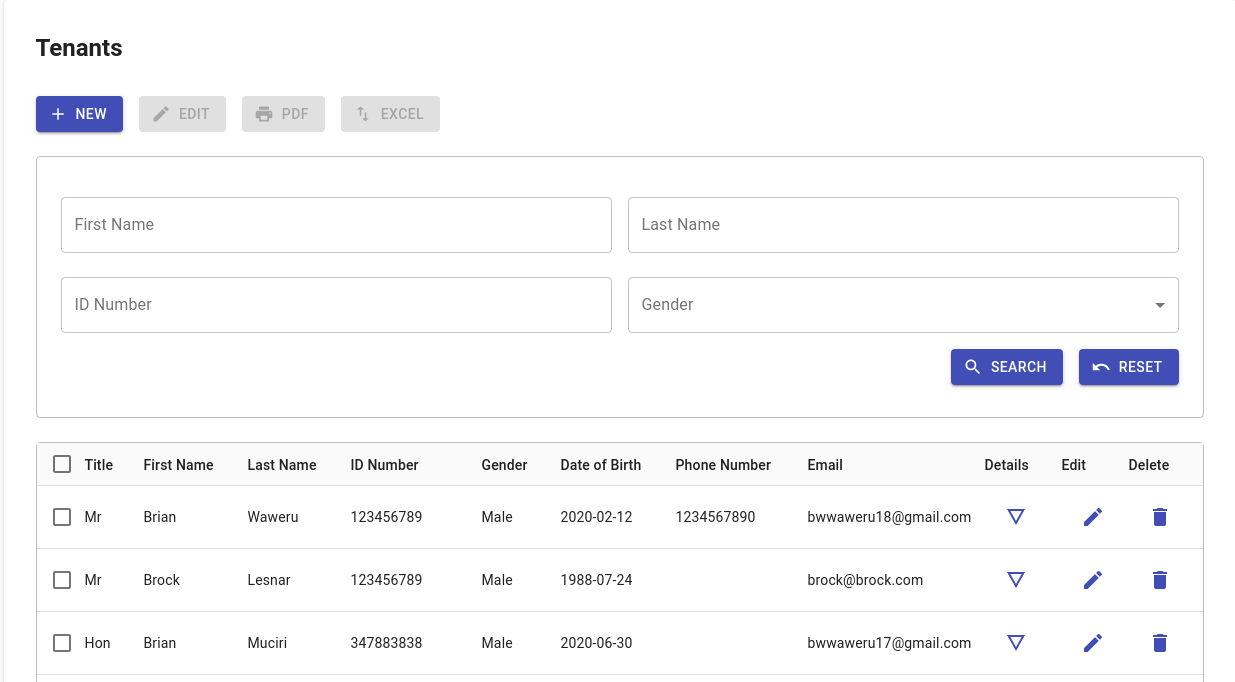 Tenants
NEW EDIT PDF EXCEL
First Name Last Name
ID Number Gender
SEARCH RESET
Title First Name Last Name ID Number Gender Date of Birth Phone Number Email Details Edit Delete
Mr Brian Waweru 123456789 Male 2020-02-12 1234567890 bwwaweru18@gmail.com
Mr Brock Lesnar 123456789 Male 1988-07-24 brock@brock.com
Hon Brian Muciri 347883838 Male 2020-06-30 bwwaweru17@gmail.com